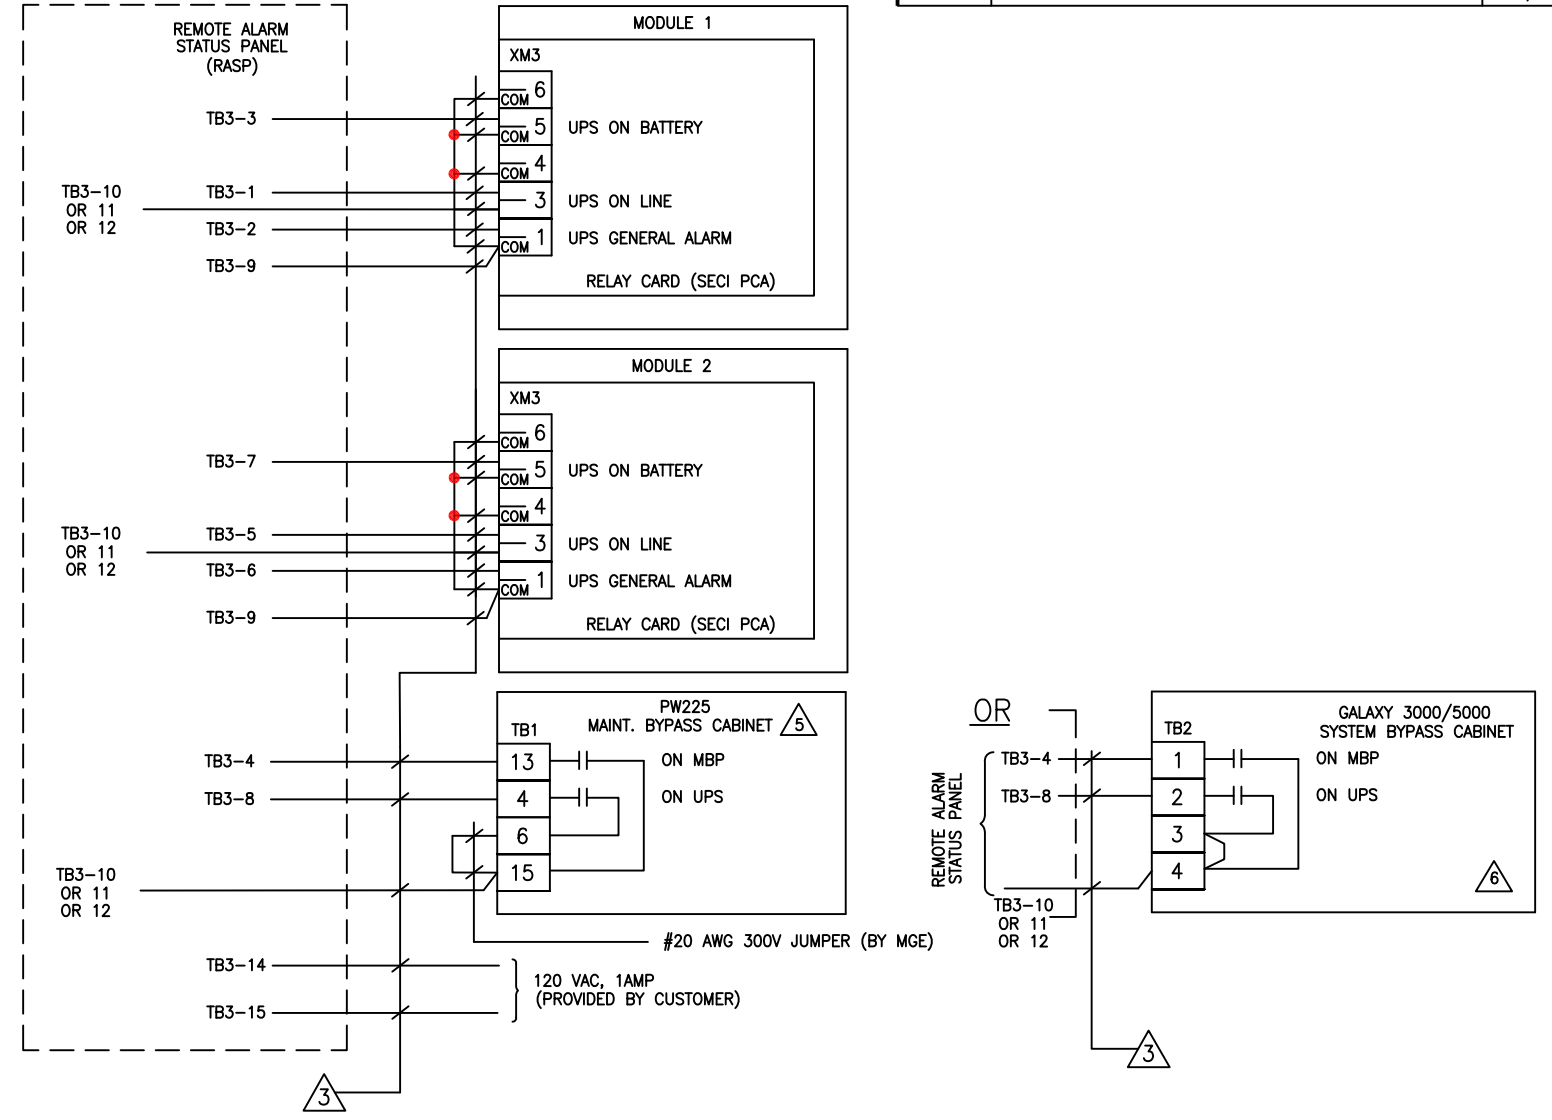 REMOTE ALARM
STATUS PANEL
(RASP)
MODULE 1
XM3
COM 6
TB3-3
COM 5 UPS ON BATTERY
COM 4
TB3-10
OR 11
OR 12
TB3-1
3 UPS ON LINE
TB3-2
COM 1 UPS GENERAL ALARM
TB3-9
RELAY CARD (SECI PCA)
MODULE 2
XM3
COM 6
TB3-7
COM 5 UPS ON BATTERY
COM 4
TB3-10
OR 11
OR 12
TB3-5
3 UPS ON LINE
TB3-6
COM 1 UPS GENERAL ALARM
TB3-9
RELAY CARD (SECI PCA)
PW225
MAINT. BYPASS CABINET 5
TB1
TB3-4
13 ON MBP
TB3-8
4 ON UPS
6
15
TB3-10
OR 11
OR 12
#20 AWG 300V JUMPER (BY MGE)
TB3-14
TB3-15
120 VAC, 1AMP
(PROVIDED BY CUSTOMER)
3
OR
GALAXY 3000/5000
SYSTEM BYPASS CABINET
TB2
REMOTE ALARM
STATUS PANEL
TB3-4
1 ON MBP
TB3-8
2 ON UPS
3
4
6
TB3-10
OR 11
OR 12
3